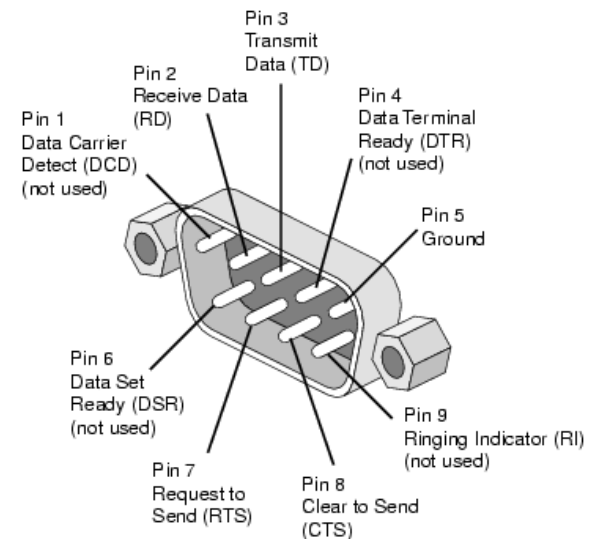 Pin 3
Transmit
Data (TD)
Pin 2
Receive Data
(RD)
Pin 4
Data Terminal
Ready (DTR)
(not used)
Pin 1
Data Carrier
Detect (DCD)
(not used)
Pin 5
Ground
Pin 6
Data Set
Ready (DSR)
(not used)
Pin 9
Ringing Indicator (RI)
(not used)
Pin 7
Request to
Send (RTS)
Pin 8
Clear to Send
(CTS)